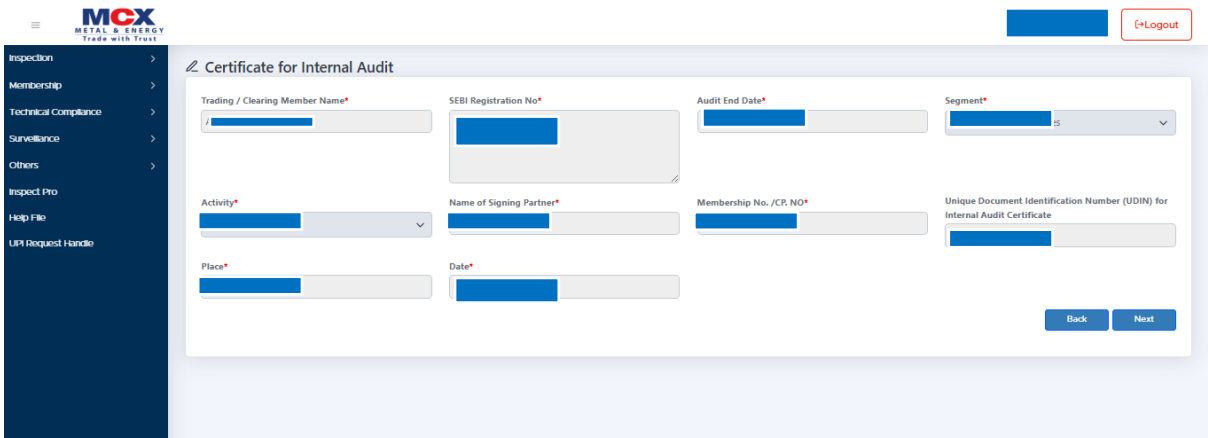 MCX
METAL & ENERGY
Trade with Trust
Logout
Inspection
Membership
Technical Compliance
Surveillance
Others
Inspect Pro
Help File
UPI Request Handle
Certificate for Internal Audit
Trading / Clearing Member Name*
SEBI Registration No*
Audit End Date*
Segment*
Activity*
Name of Signing Partner*
Membership No. /CP. NO*
Unique Document Identification Number (UDIN) for
Internal Audit Certificate
Place*
Date*
Back
Next